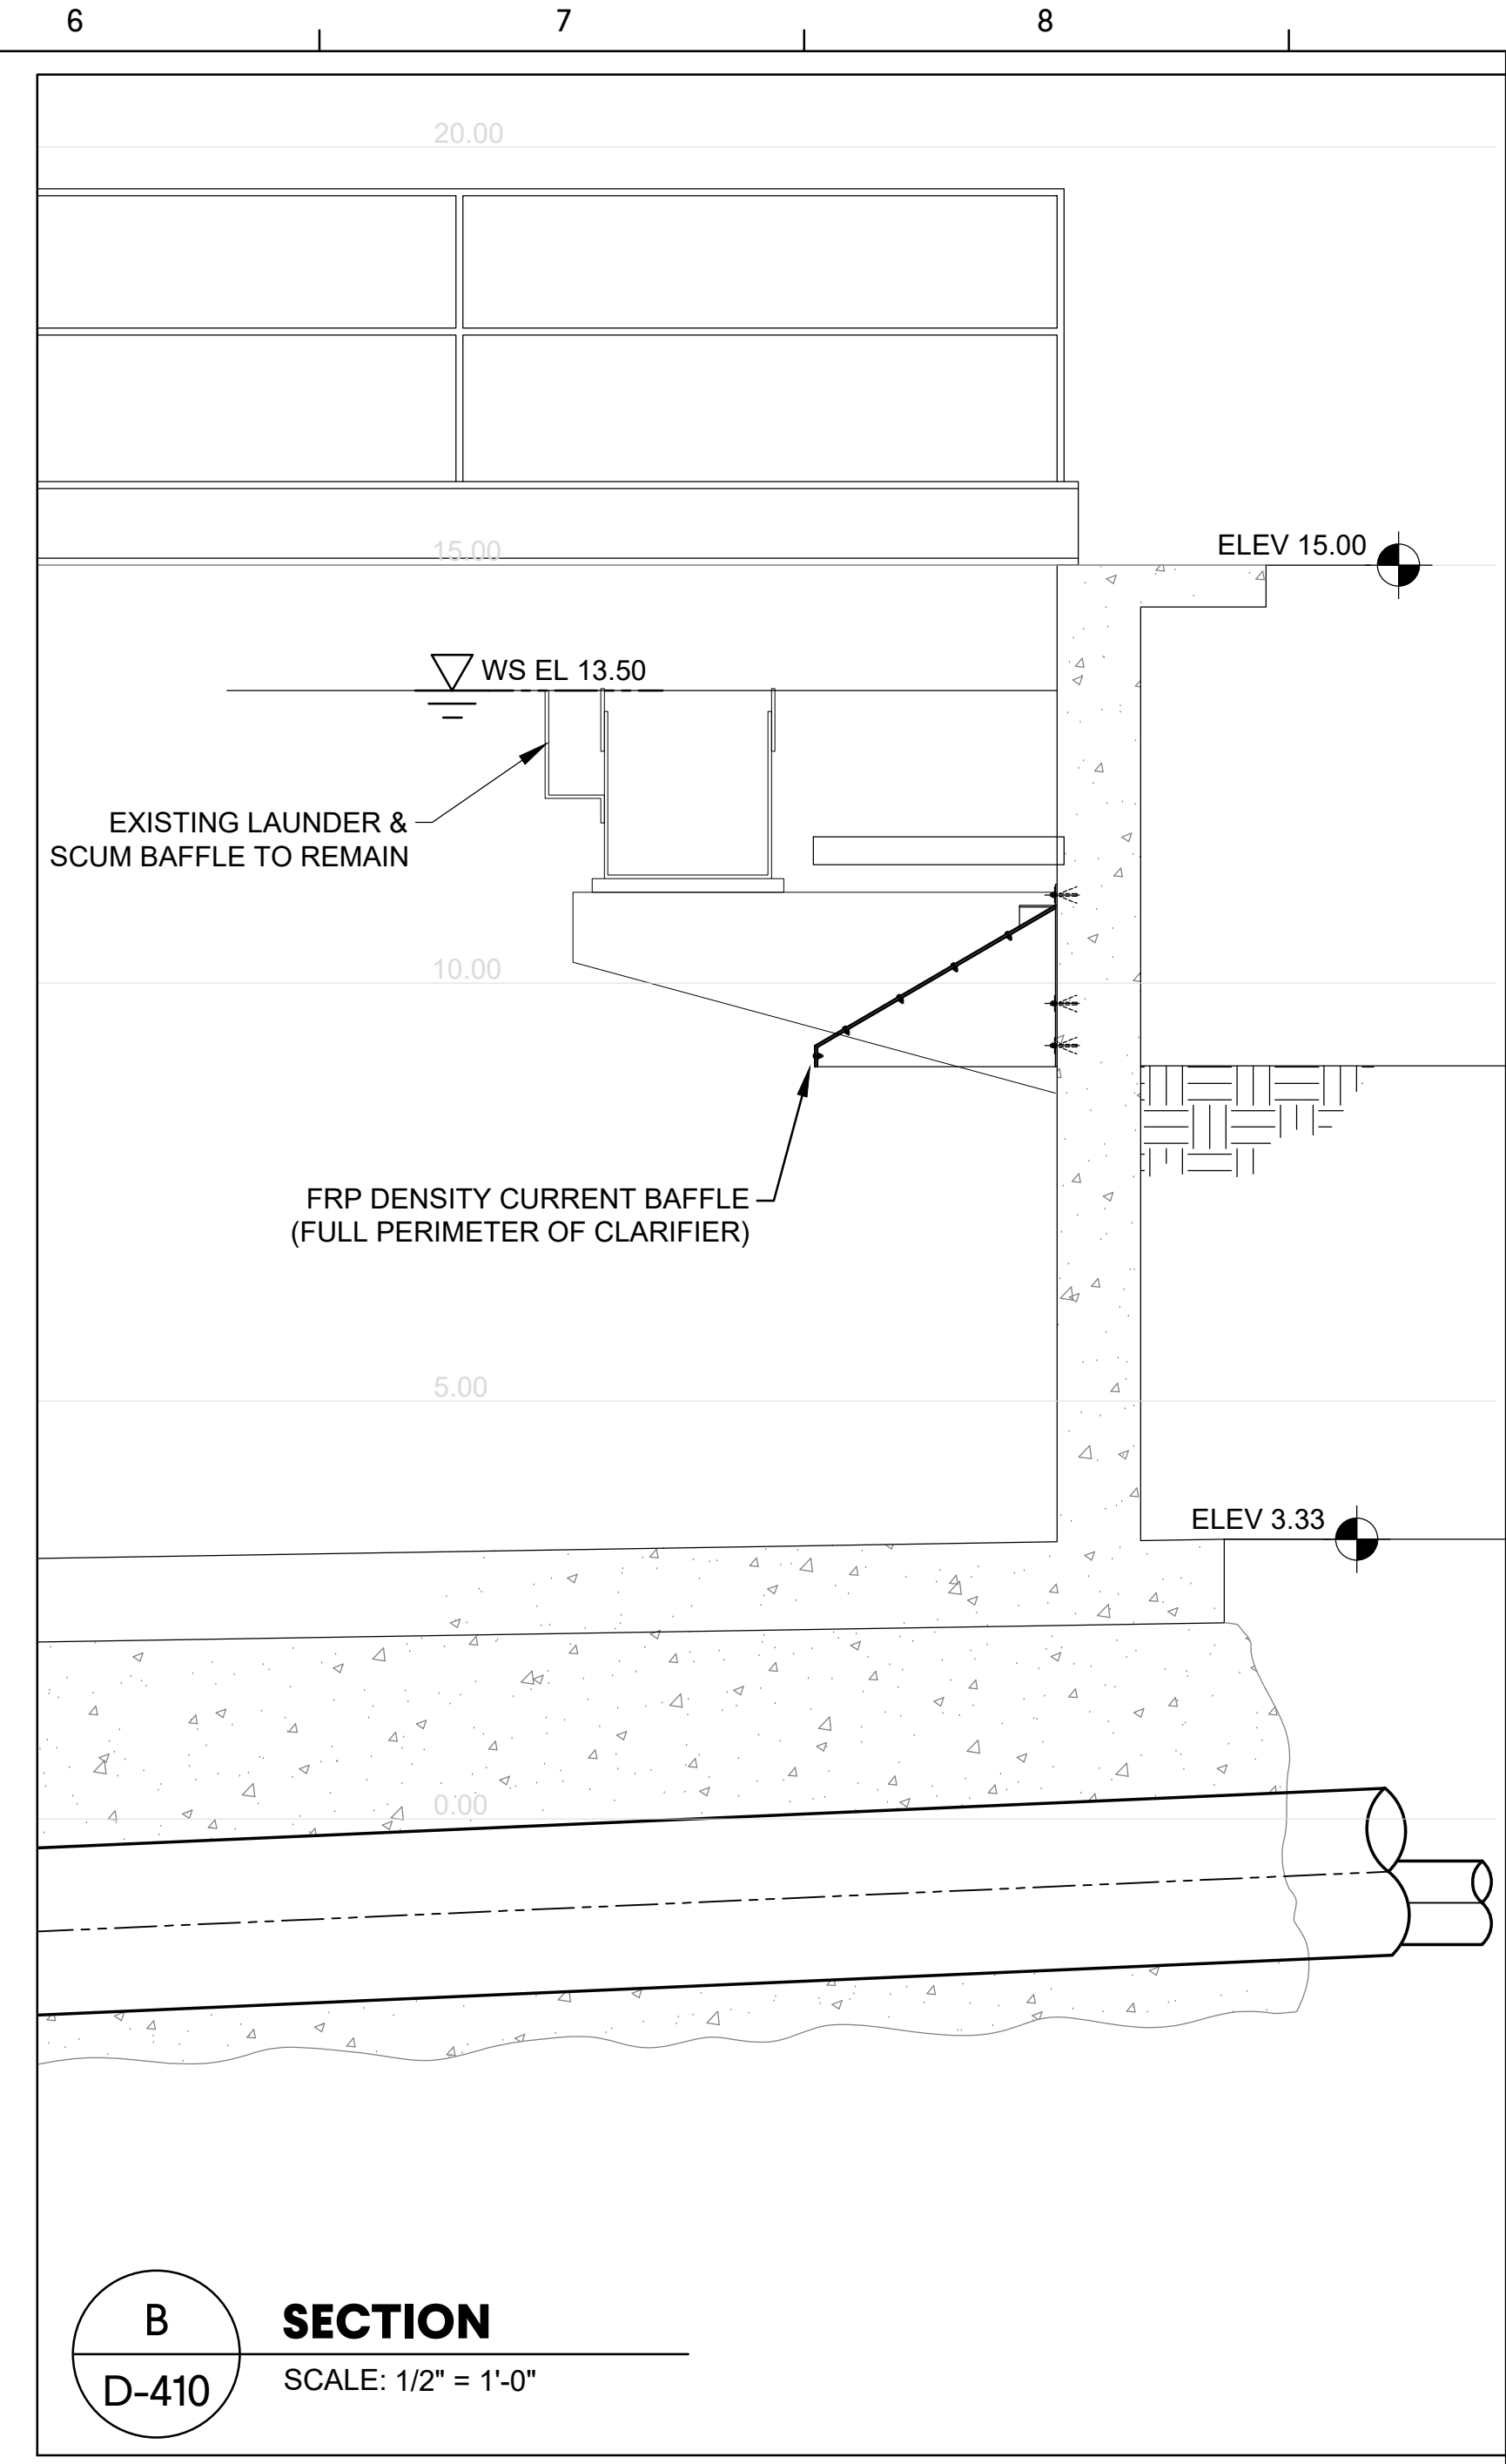 6 7 8
20.00
15.00
ELEV 15.00
WS EL 13.50
EXISTING LAUNDER &
SCUM BAFFLE TO REMAIN
10.00
FRP DENSITY CURRENT BAFFLE
(FULL PERIMETER OF CLARIFIER)
5.00
ELEV 3.33
0.00
B
D-410
SECTION
SCALE: 1/2" = 1'-0"